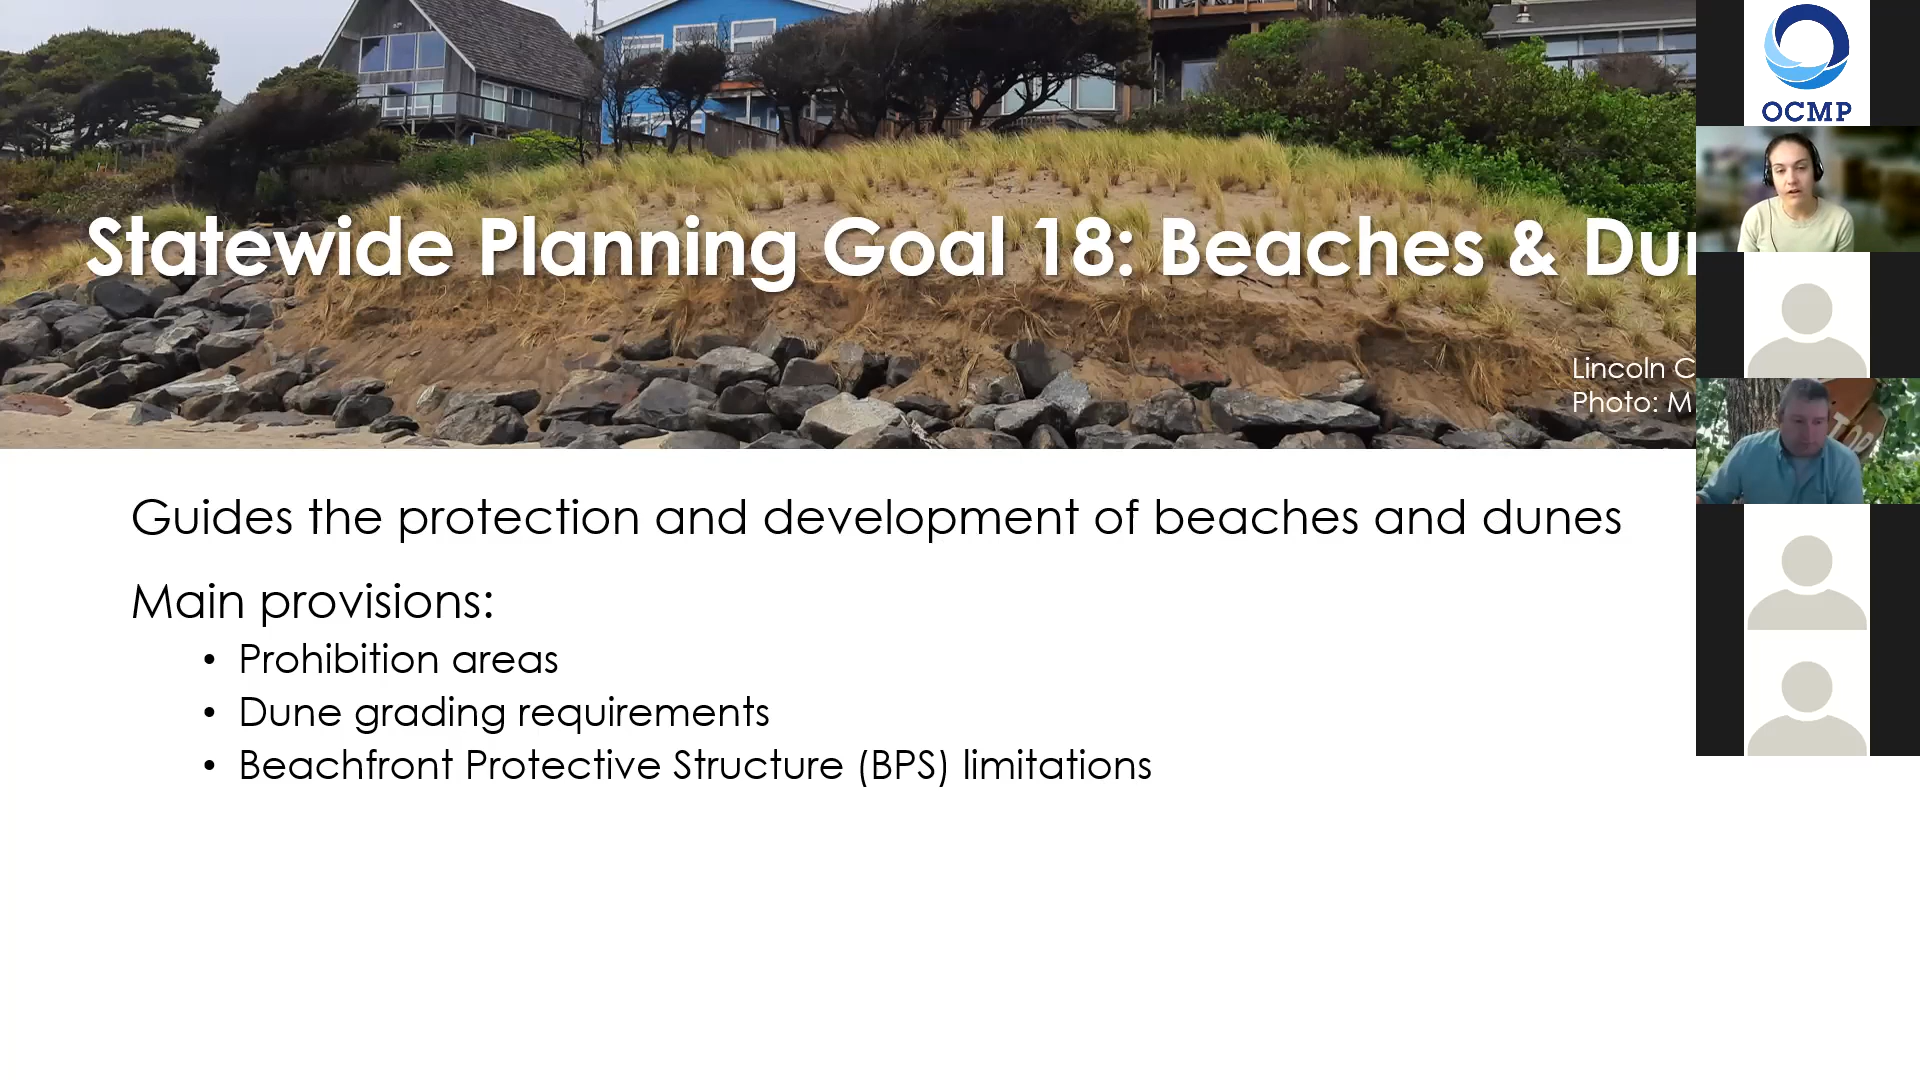 Statewide Planning Goal 18: Beaches & Du
Lincoln C
Photo: M
Guides the protection and development of beaches and dunes
Main provisions:
• Prohibition areas
• Dune grading requirements
• Beachfront Protective Structure (BPS) limitations
OCMP
TOP